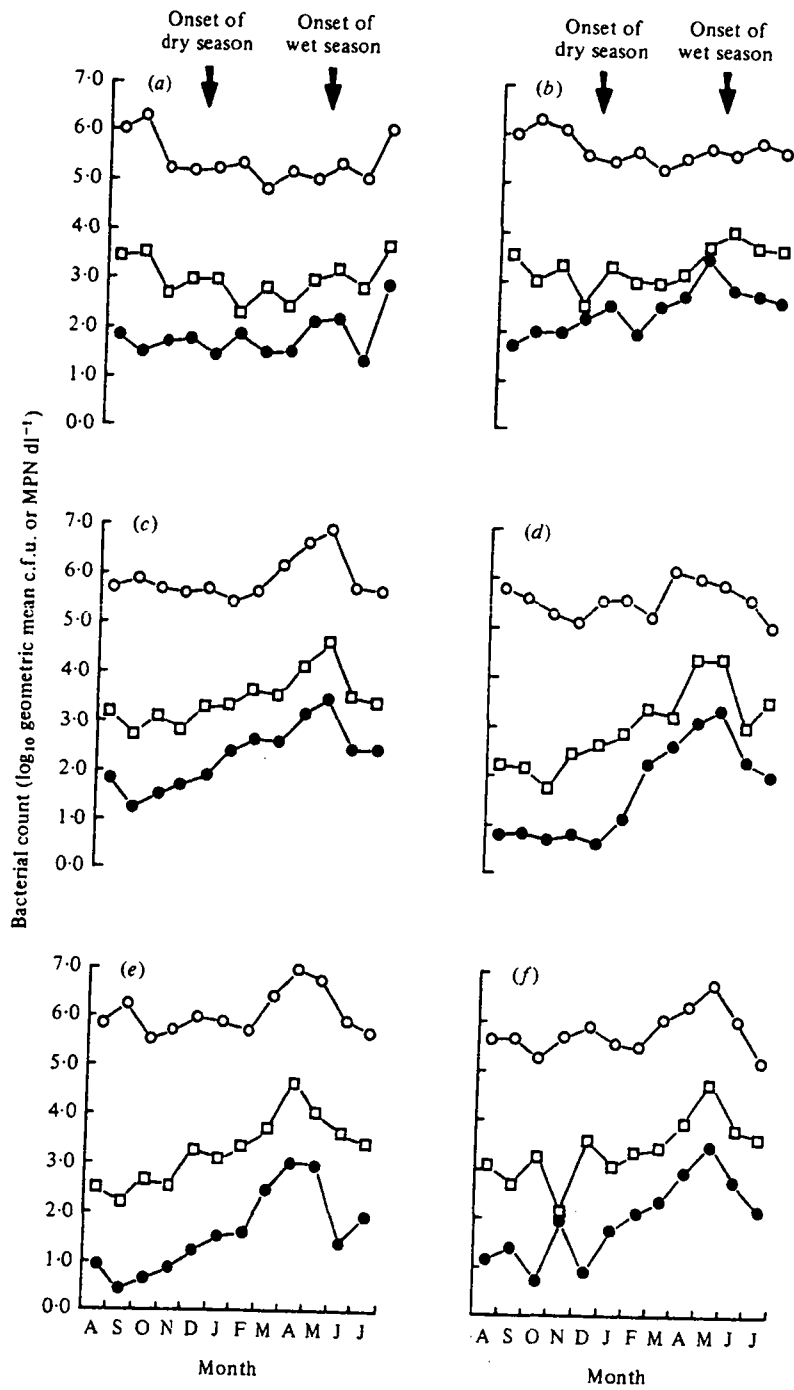 Onset of
dry season
Onset of
wet season
Onset of
dry season
Onset of
wet season
Bacterial count (log₁₀ geometric mean c.f.u. or MPN dl⁻¹)
(a)
7·0
6·0
5·0
4·0
3·0
2·0
1·0
0·0
(b)
(c)
7·0
6·0
5·0
4·0
3·0
2·0
1·0
0·0
(d)
(e)
7·0
6·0
5·0
4·0
3·0
2·0
1·0
0·0
A S O N D J F M A M J J
Month
(f)
A S O N D J F M A M J J
Month